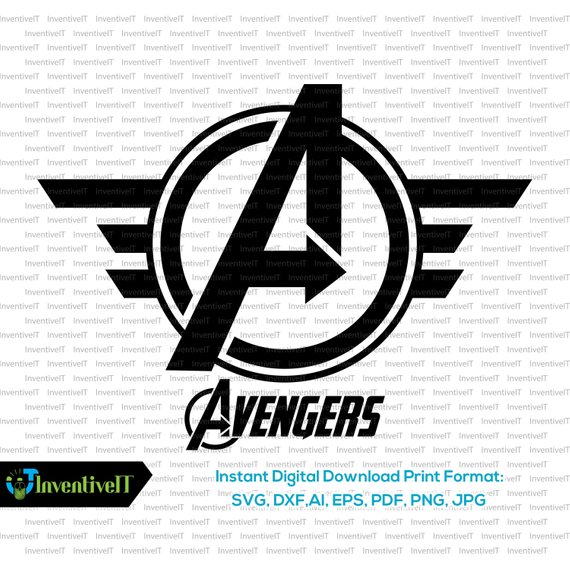 AVENGERS
InventiveIT
Instant Digital Download Print Format:
SVG, DXF,AI, EPS, PDF, PNG, JPG